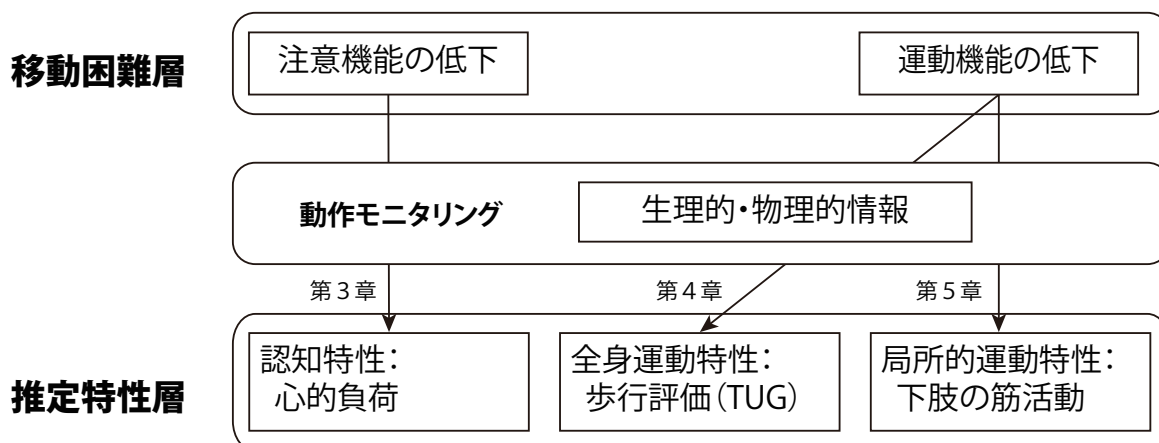 移動困難層
注意機能の低下
運動機能の低下
動作モニタリング
生理的・物理的情報
第3章
第4章
第5章
推定特性層
認知特性：
心的負荷
全身運動特性：
歩行評価（TUG）
局所的運動特性：
下肢の筋活動